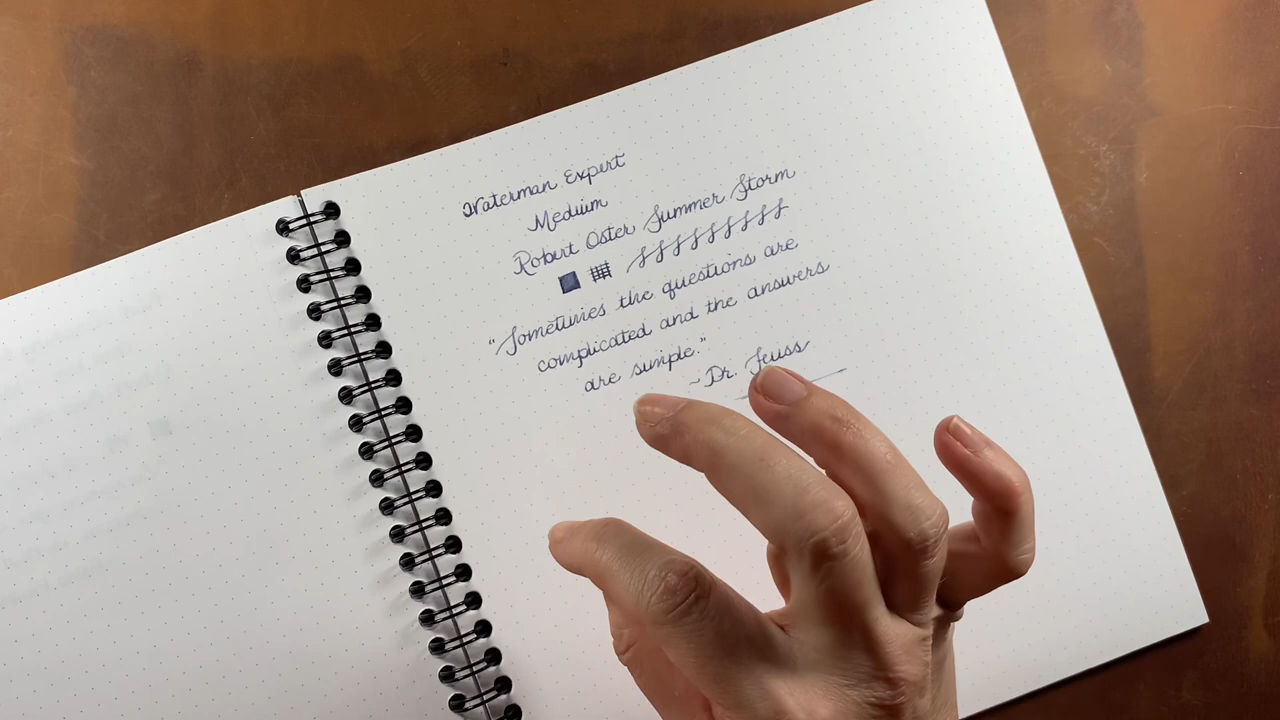 Waterman Expert
Medium
Robert Oster Summer Storm
"Sometimes the questions are
complicated and the answers
are simple."
~ Dr. Seuss